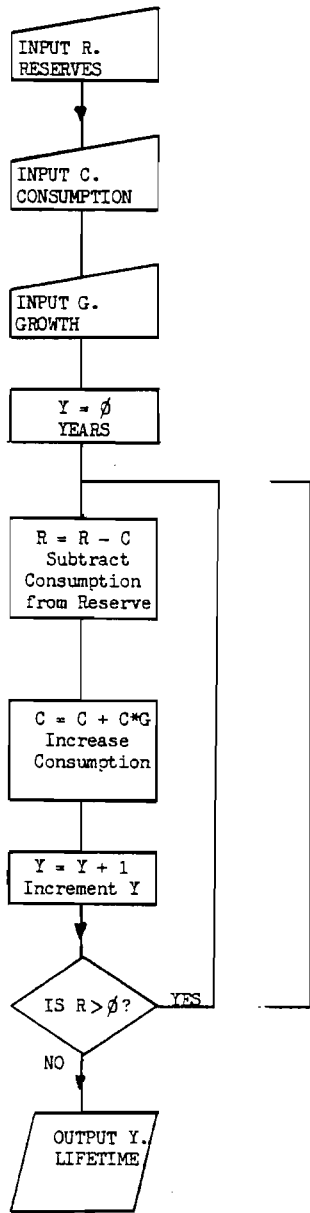 INPUT R.
RESERVES
INPUT C.
CONSUMPTION
INPUT G.
GROWTH
Y = Ø
YEARS
R = R - C
Subtract
Consumption
from Reserve
C = C + C*G
Increase
Consumption
Y = Y + 1
Increment Y
IS R > Ø?
YES
NO
OUTPUT Y.
LIFETIME